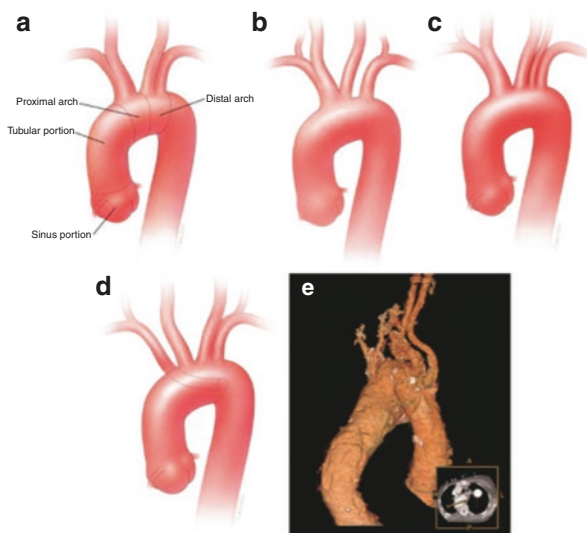 a
b
c
Proximal arch
Distal arch
Tubular portion
Sinus portion
d
e
A
P